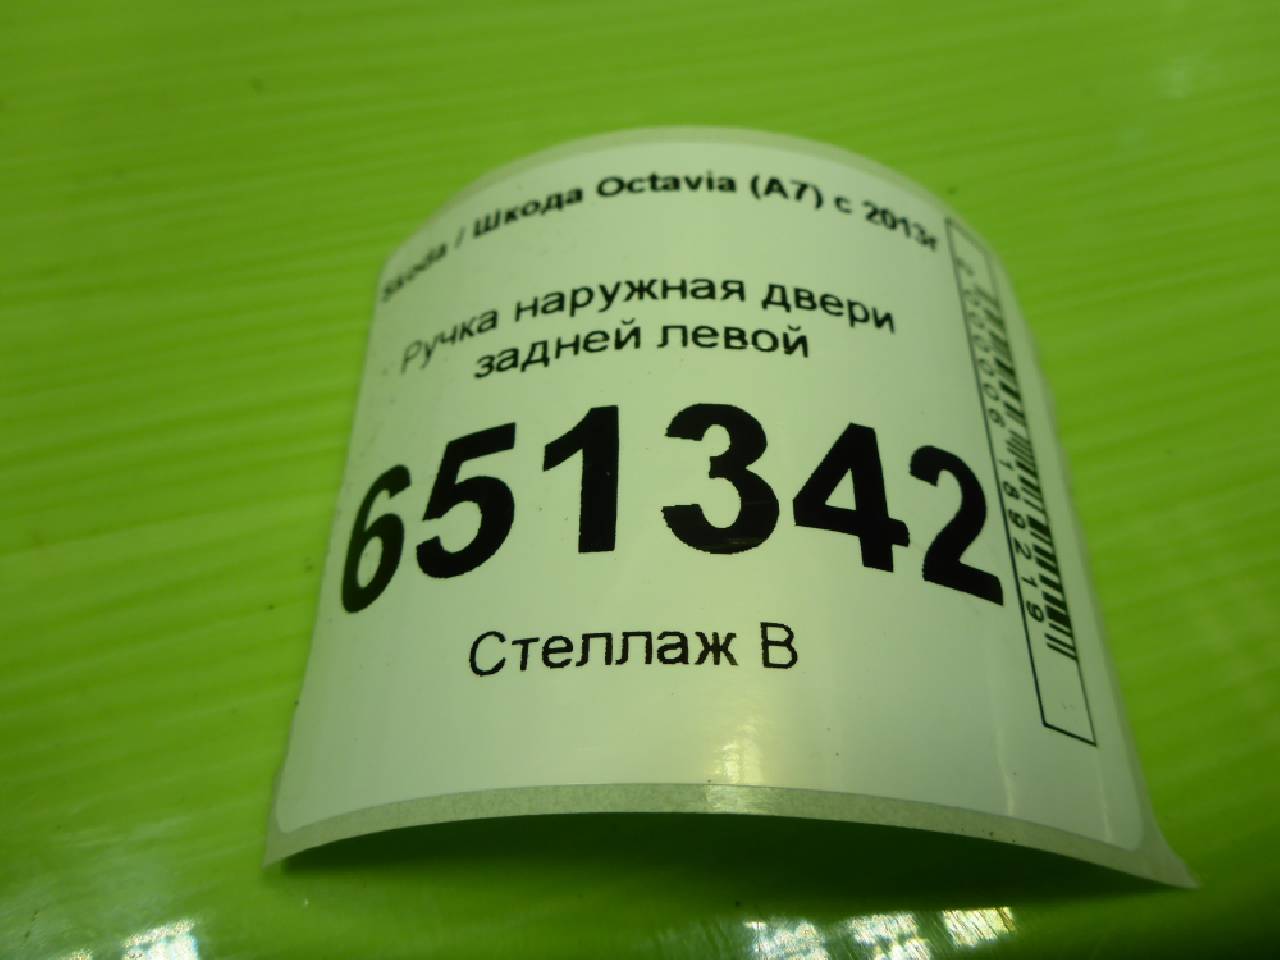 Skoda / Шкода Octavia (A7) с 2013г
Ручка наружная двери
задней левой
651342
Стеллаж В